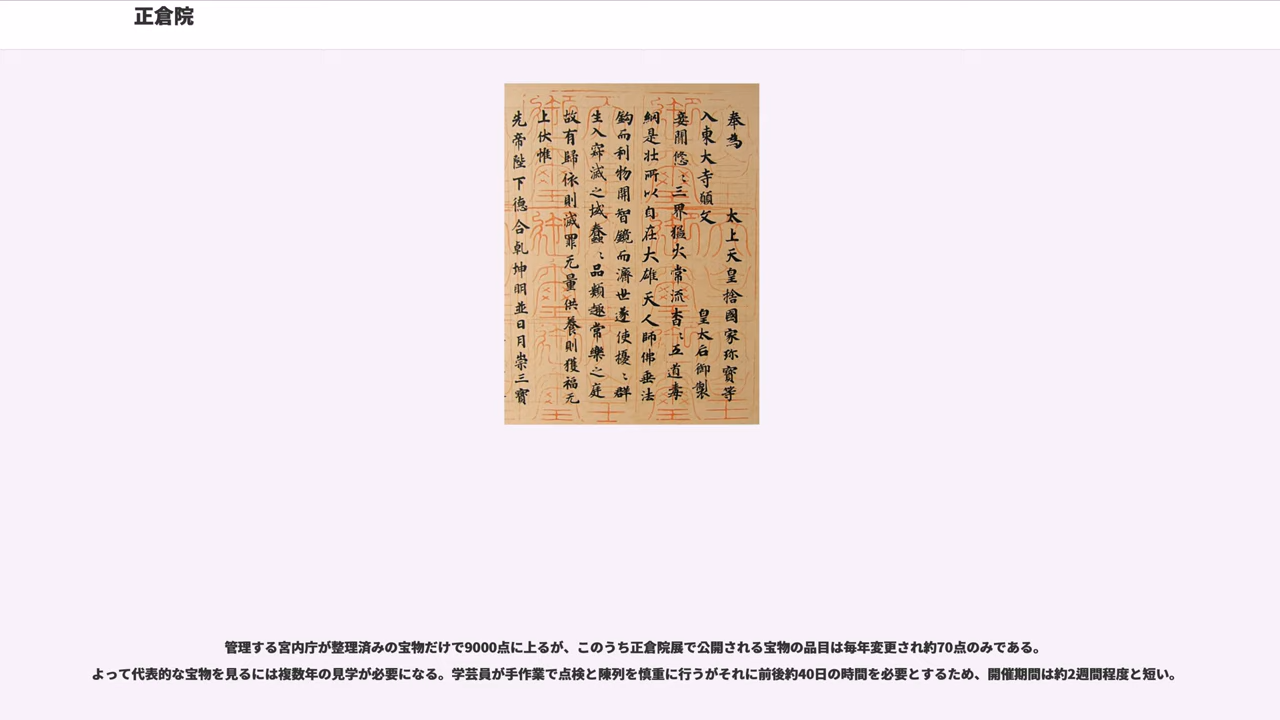 正倉院
奉為 太上天皇捨國家珍寶等
入東大寺願文 皇太后御製
妾聞悠ゝ三界猛火常流杳ゝ五道毒
網是壯所以自在大雄天人師佛垂法
鈎而利物開智鏡而濟世遂使擾ゝ群
生入寂滅之域蠢ゝ品類趣常樂之庭
故有歸依則滅罪无量供養則獲福无
上伏惟
先帝陛下德合乾坤明並日月崇三寶
管理する宮内庁が整理済みの宝物だけで9000点に上るが、このうち正倉院展で公開される宝物の品目は毎年変更され約70点のみである。
よって代表的な宝物を見るには複数年の見学が必要になる。学芸員が手作業で点検と陳列を慎重に行うがそれに前後約40日の時間を必要とするため、開催期間は約2週間程度と短い。